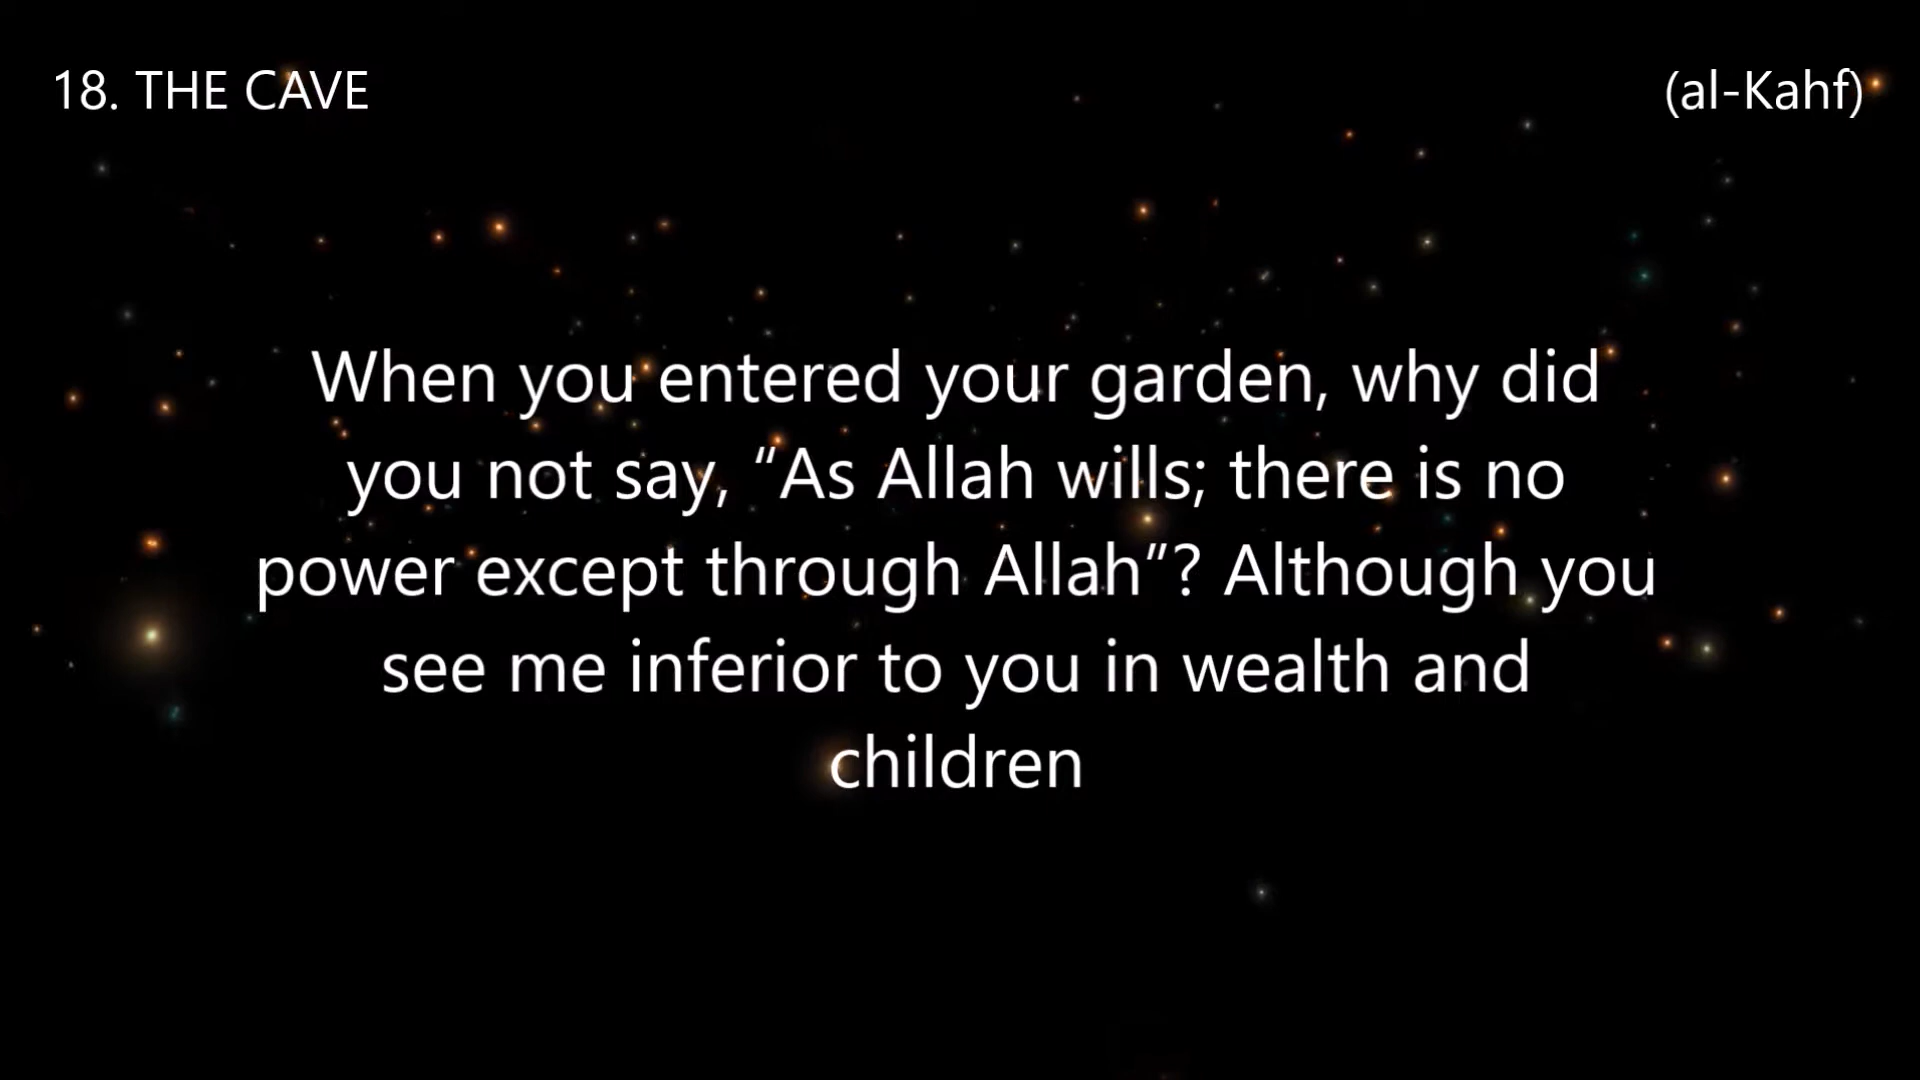 18. THE CAVE
(al-Kahf)
When you entered your garden, why did
you not say, “As Allah wills; there is no
power except through Allah”? Although you
see me inferior to you in wealth and
children